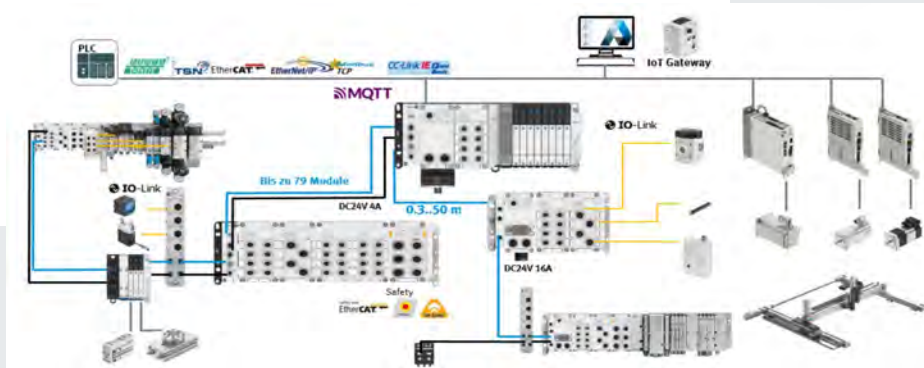 PLC
TSN
EtherCAT
EtherNet/IP
TCP
CC-Link IE
IoT Gateway
MQTT
IO-Link
IO-Link
Bis zu 79 Module
DC24V 4A
0.3..50 m
DC24V 16A
Safety
EtherCAT